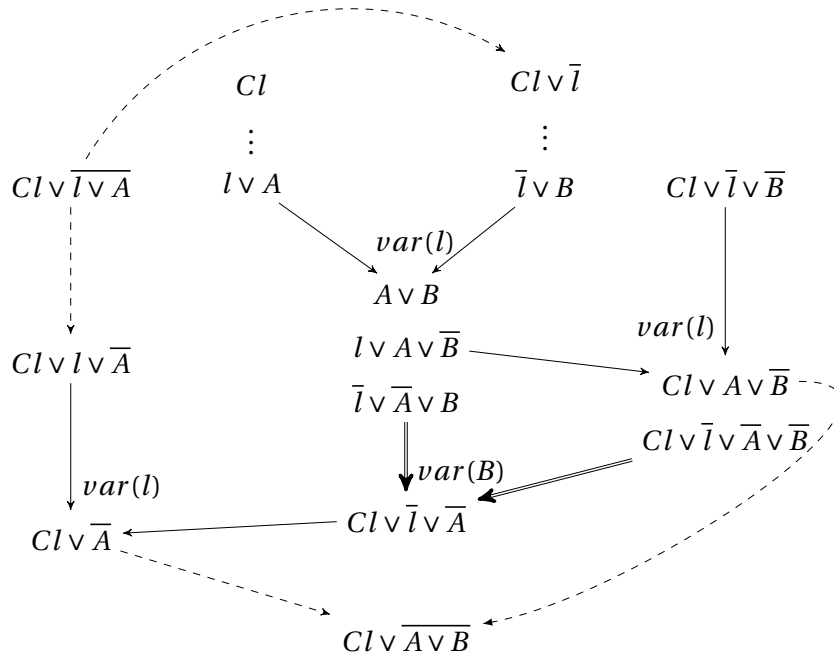 Cl
Cl ∨ l̅
⋮
⋮
Cl ∨ \overline{l ∨ A}
l ∨ A
l̅ ∨ B
Cl ∨ l̅ ∨ B̅
var(l)
A ∨ B
var(l)
l ∨ A ∨ B̅
Cl ∨ l ∨ A̅
Cl ∨ A ∨ B̅
l̅ ∨ A̅ ∨ B
Cl ∨ l̅ ∨ A̅ ∨ B̅
var(B)
var(l)
Cl ∨ l̅ ∨ A̅
Cl ∨ A̅
Cl ∨ \overline{A ∨ B}